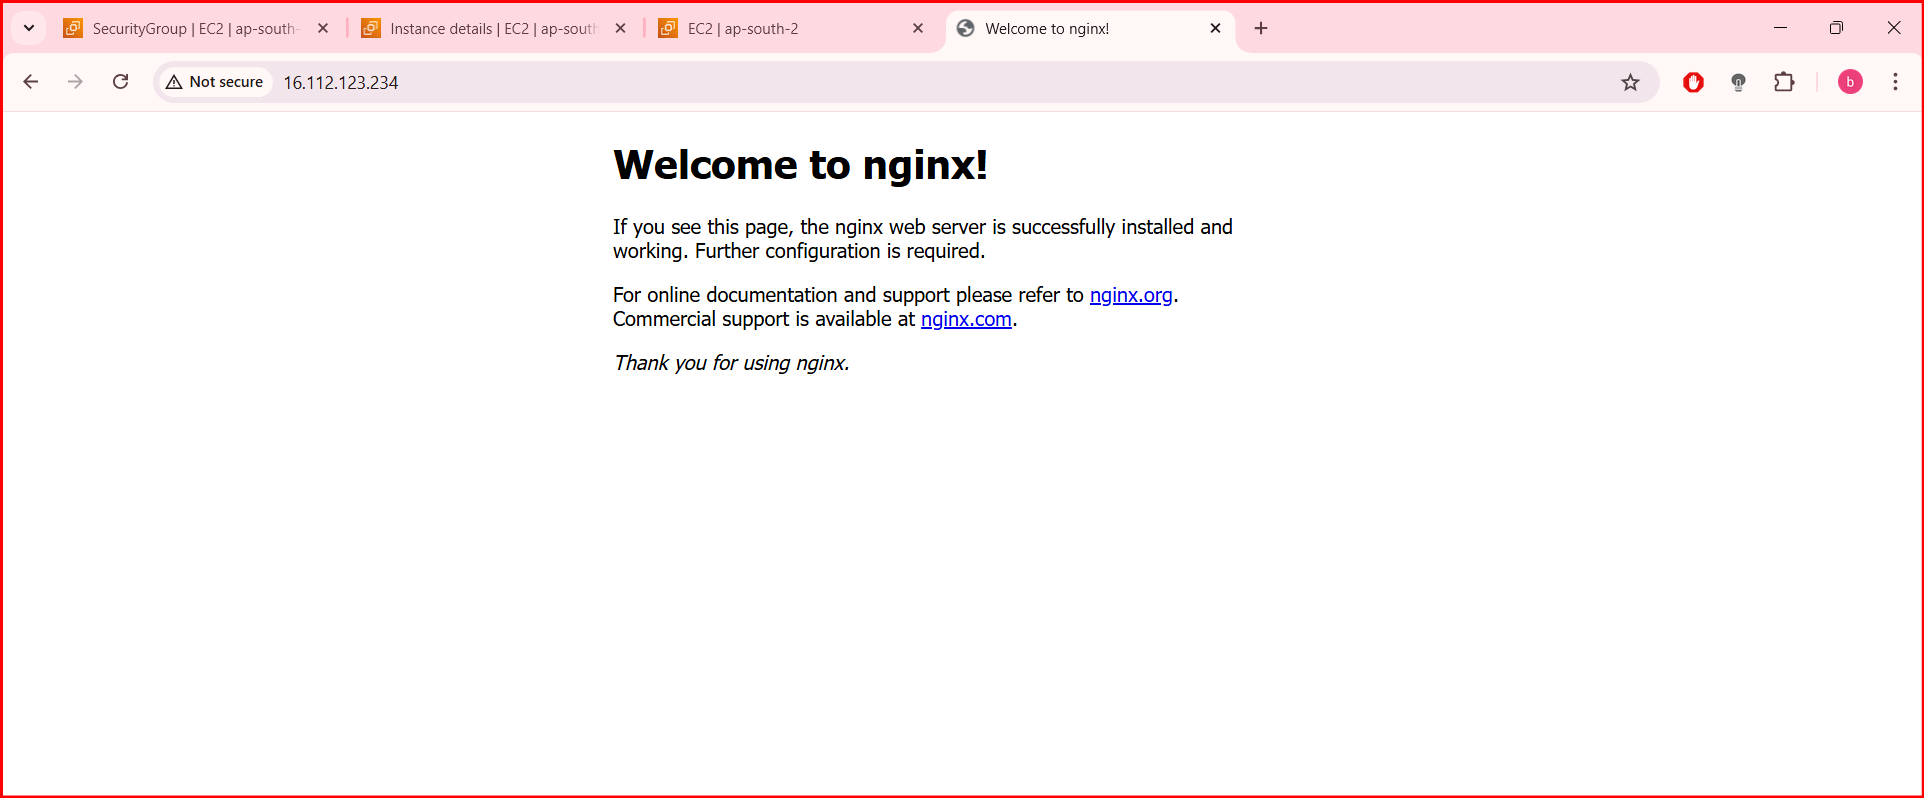 SecurityGroup | EC2 | ap-south-
Instance details | EC2 | ap-south
EC2 | ap-south-2
Welcome to nginx!
Not secure
16.112.123.234
b
Welcome to nginx!
If you see this page, the nginx web server is successfully installed and
working. Further configuration is required.
For online documentation and support please refer to nginx.org.
Commercial support is available at nginx.com.
Thank you for using nginx.